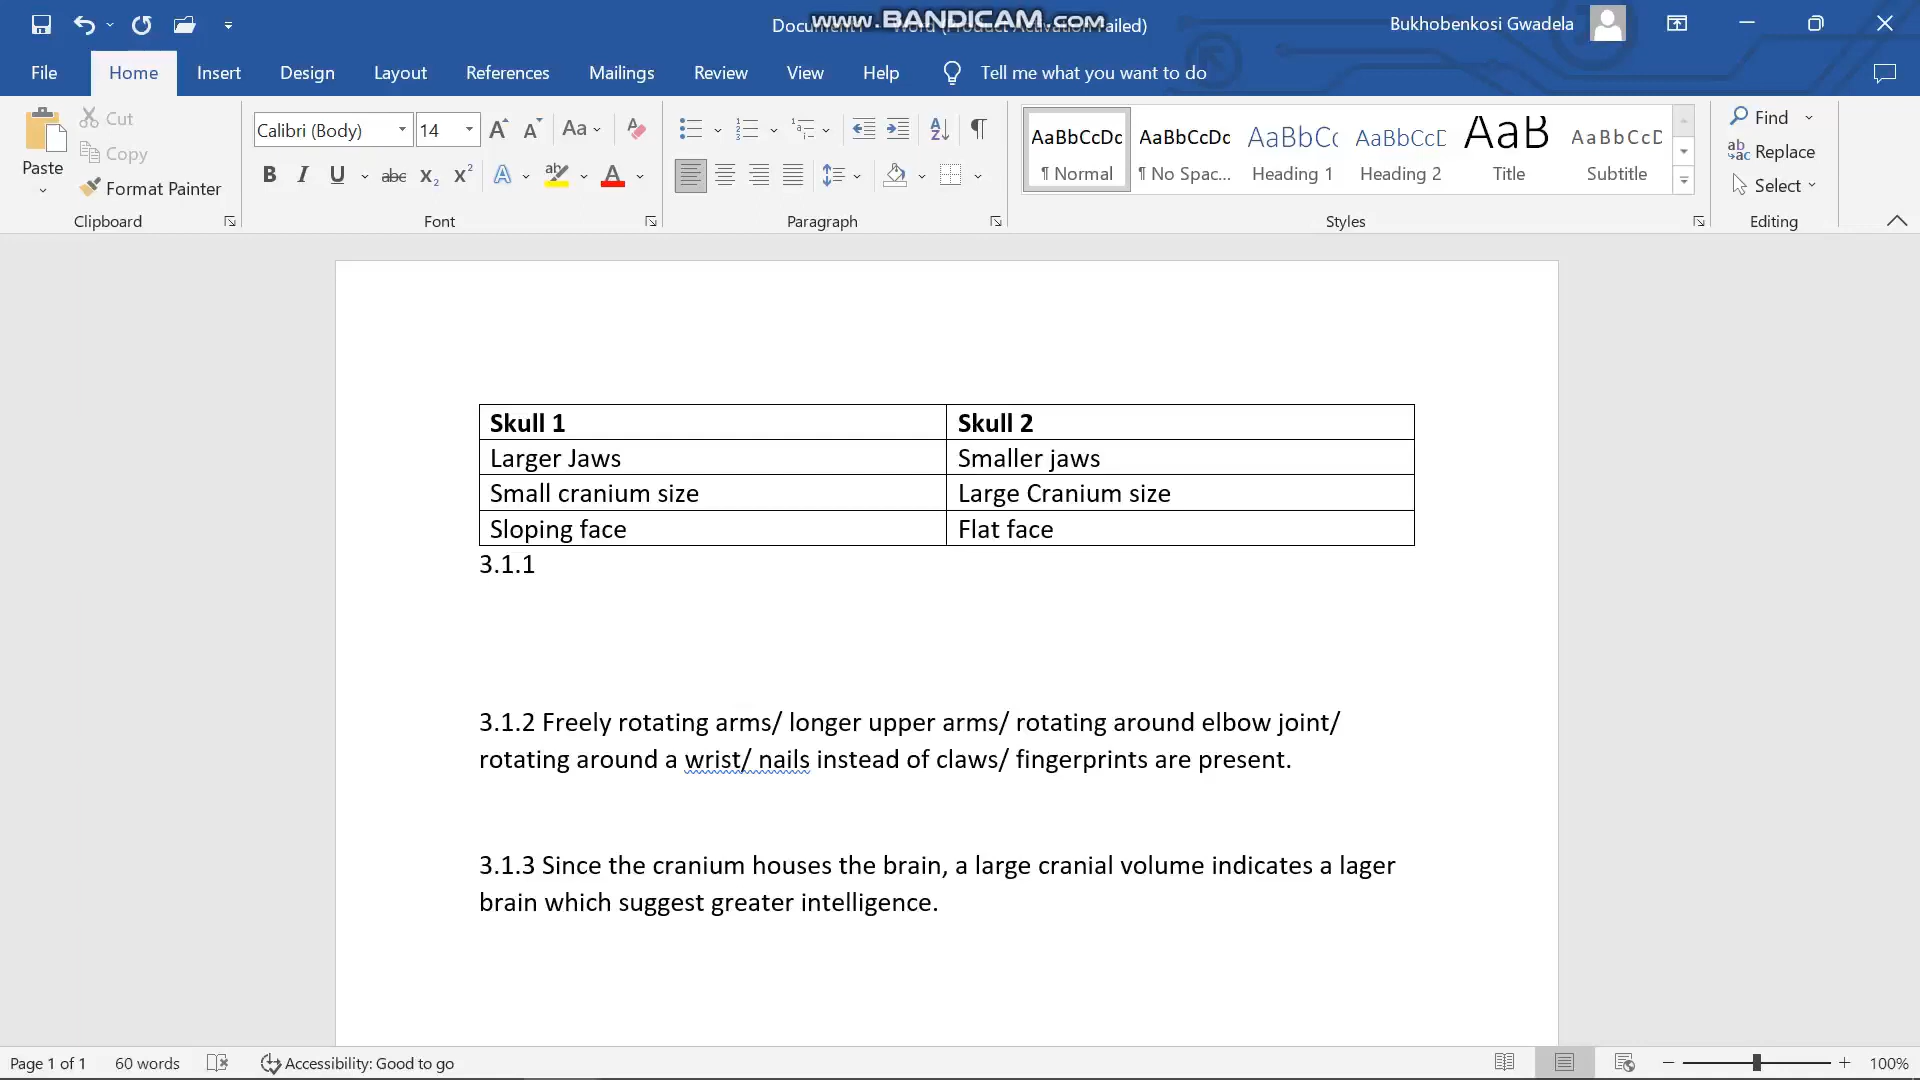 www.BANDICAM.com
Bukhobenkosi Gwadela
File Home Insert Design Layout References Mailings Review View Help Tell me what you want to do
Paste
Cut
Copy
Format Painter
Clipboard
Calibri (Body) 14
Font
Paragraph
AaBbCcDc AaBbCcDc AaBbCc AaBbCcD AaB AaBbCcD
¶ Normal ¶ No Spac... Heading 1 Heading 2 Title Subtitle
Styles
Find
Replace
Select
Editing
Skull 1 Skull 2
Larger Jaws Smaller jaws
Small cranium size Large Cranium size
Sloping face Flat face
3.1.1
3.1.2 Freely rotating arms/ longer upper arms/ rotating around elbow joint/
rotating around a wrist/ nails instead of claws/ fingerprints are present.
3.1.3 Since the cranium houses the brain, a large cranial volume indicates a lager
brain which suggest greater intelligence.
Page 1 of 1 60 words Accessibility: Good to go 100%